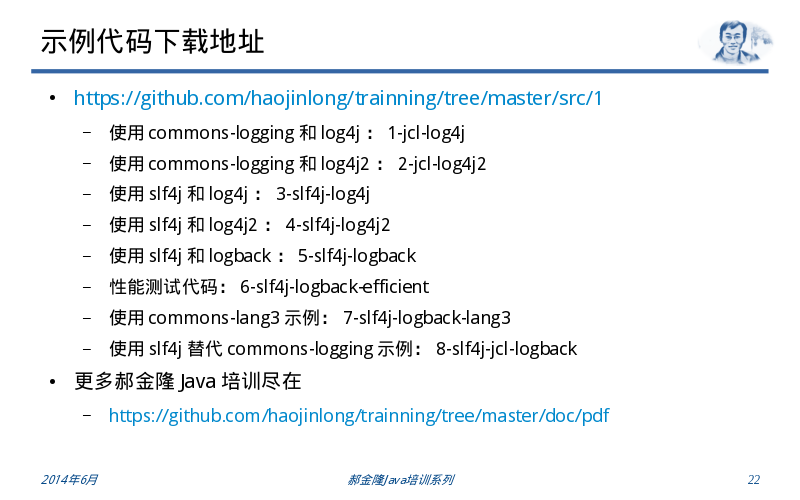 示例代码下载地址
• https://github.com/haojinlong/trainning/tree/master/src/1
– 使用 commons-logging 和 log4j ： 1-jcl-log4j
– 使用 commons-logging 和 log4j2 ： 2-jcl-log4j2
– 使用 slf4j 和 log4j ： 3-slf4j-log4j
– 使用 slf4j 和 log4j2 ： 4-slf4j-log4j2
– 使用 slf4j 和 logback ： 5-slf4j-logback
– 性能测试代码： 6-slf4j-logback-efficient
– 使用 commons-lang3 示例： 7-slf4j-logback-lang3
– 使用 slf4j 替代 commons-logging 示例： 8-slf4j-jcl-logback
• 更多郝金隆 Java 培训尽在
– https://github.com/haojinlong/trainning/tree/master/doc/pdf
2014年6月 郝金隆Java培训系列 22